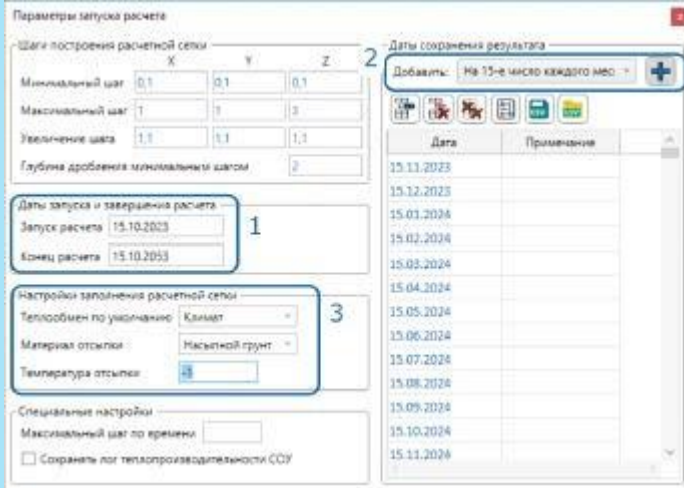 Параметры запуска расчета
x
Шаги построения расчетной сетки
X Y Z
Минимальный шаг 0,1 0,1 0,1
Максимальный шаг 1 1 3
Увеличение шага 1,1 1,1 1,1
Глубина дробления минимальным шагом 2
Даты запуска и завершения расчета
Запуск расчета 15.10.2023
Конец расчета 15.10.2053
1
Настройки заполнения расчетной сетки
Теплообмен по умолчанию Климат
Материал отсыпки Насыпной грунт
Температура отсыпки
3
Специальные настройки
Максимальный шаг по времени
Сохранять лог теплопроизводительности СОУ
2
Даты сохранения результата
Добавить: На 15-е число каждого мес
Дата Примечание
15.11.2023
15.12.2023
15.01.2024
15.02.2024
15.03.2024
15.04.2024
15.05.2024
15.06.2024
15.07.2024
15.08.2024
15.09.2024
15.10.2024
15.11.2024